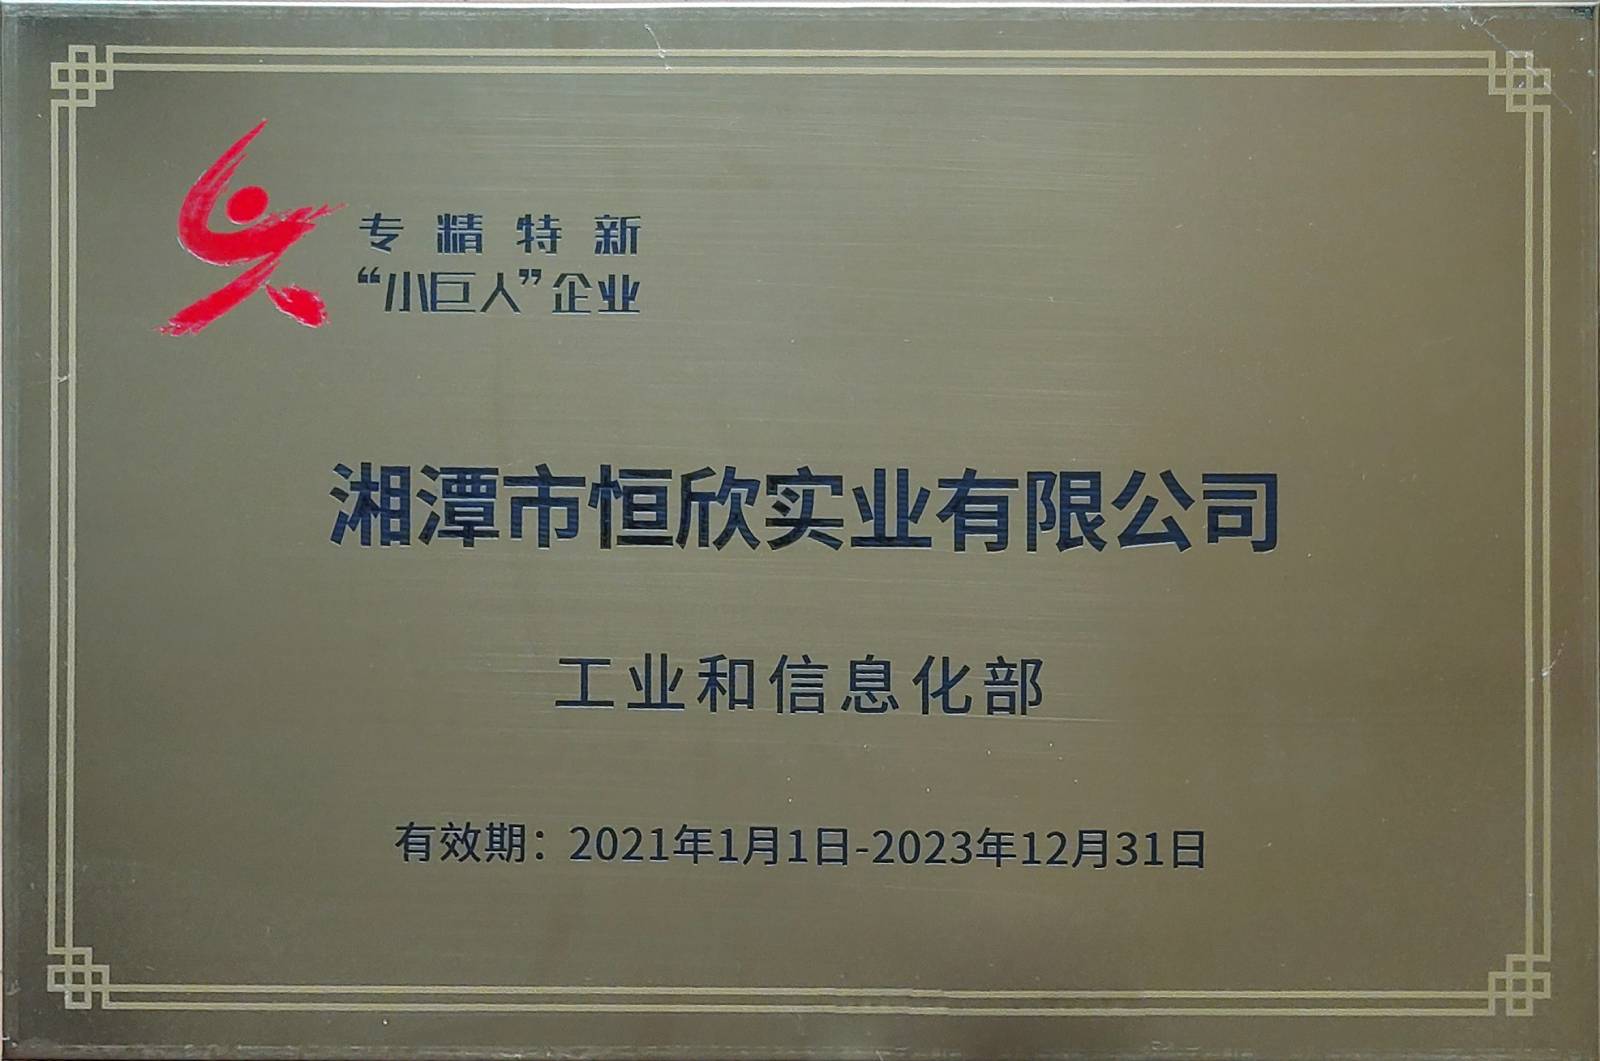 专精特新
“小巨人”企业
湘潭市恒欣实业有限公司
工业和信息化部
有效期：2021年1月1日-2023年12月31日